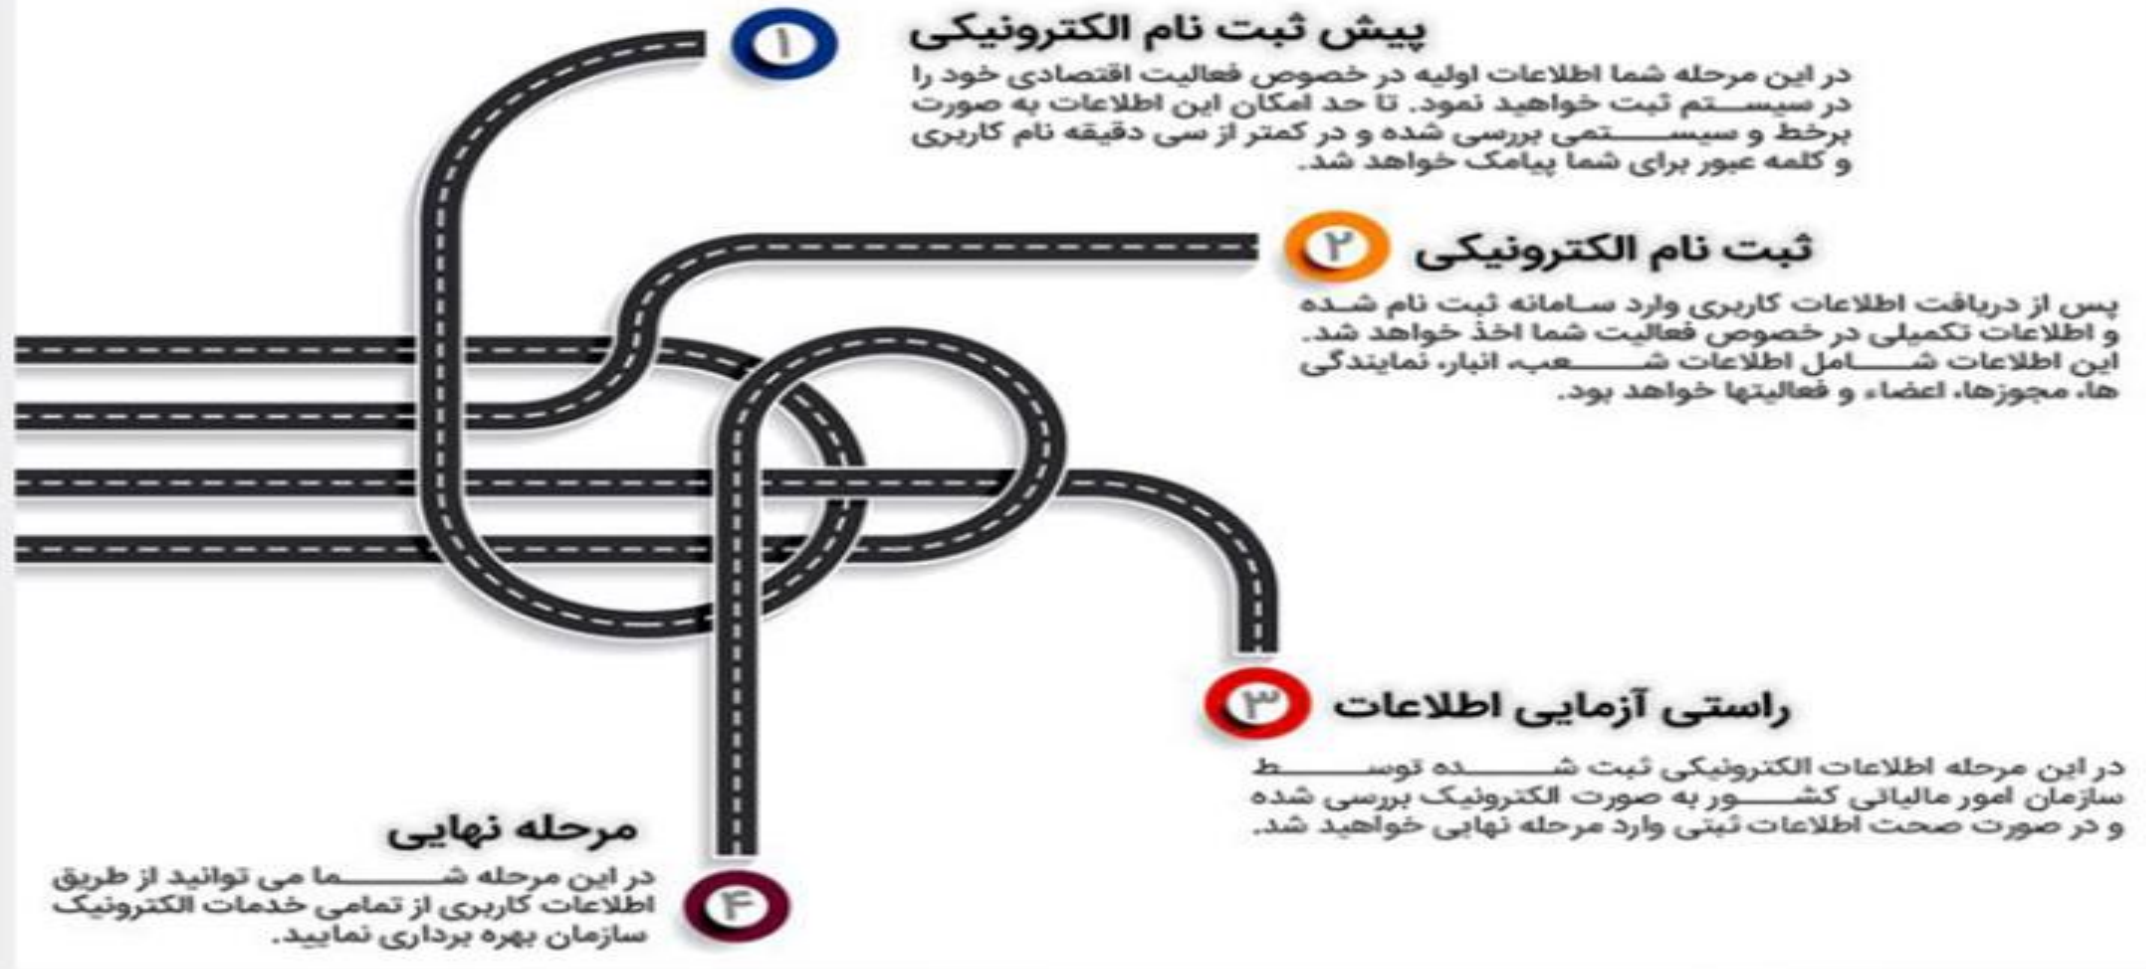 ۱
پیش ثبت نام الکترونیکی
در این مرحله شما اطلاعات اولیه در خصوص فعالیت اقتصادی خود را
در سیستم ثبت خواهید نمود. تا حد امکان این اطلاعات به صورت
برخط و سیستمی بررسی شده و در کمتر از سی دقیقه نام کاربری
و کلمه عبور برای شما پیامک خواهد شد.
۲
ثبت نام الکترونیکی
پس از دریافت اطلاعات کاربری وارد سامانه ثبت نام شده
و اطلاعات تکمیلی در خصوص فعالیت شما اخذ خواهد شد.
این اطلاعات شامل اطلاعات شعب، انبار، نمایندگی
ها، مجوزها، اعضاء و فعالیتها خواهد بود.
۳
راستی آزمایی اطلاعات
در این مرحله اطلاعات الکترونیکی ثبت شده توسط
سازمان امور مالیاتی کشور به صورت الکترونیک بررسی شده
و در صورت صحت اطلاعات ثبتی وارد مرحله نهایی خواهید شد.
۴
مرحله نهایی
در این مرحله شما می توانید از طریق
اطلاعات کاربری از تمامی خدمات الکترونیک
سازمان بهره برداری نمایید.